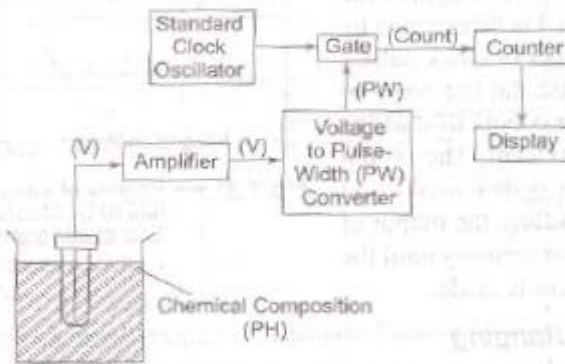 Standard
Clock
Oscillator
Gate
(Count)
Counter
(PW)
Display
(V)
Amplifier
(V)
Voltage
to Pulse-
Width (PW)
Converter
Chemical Composition
(PH)